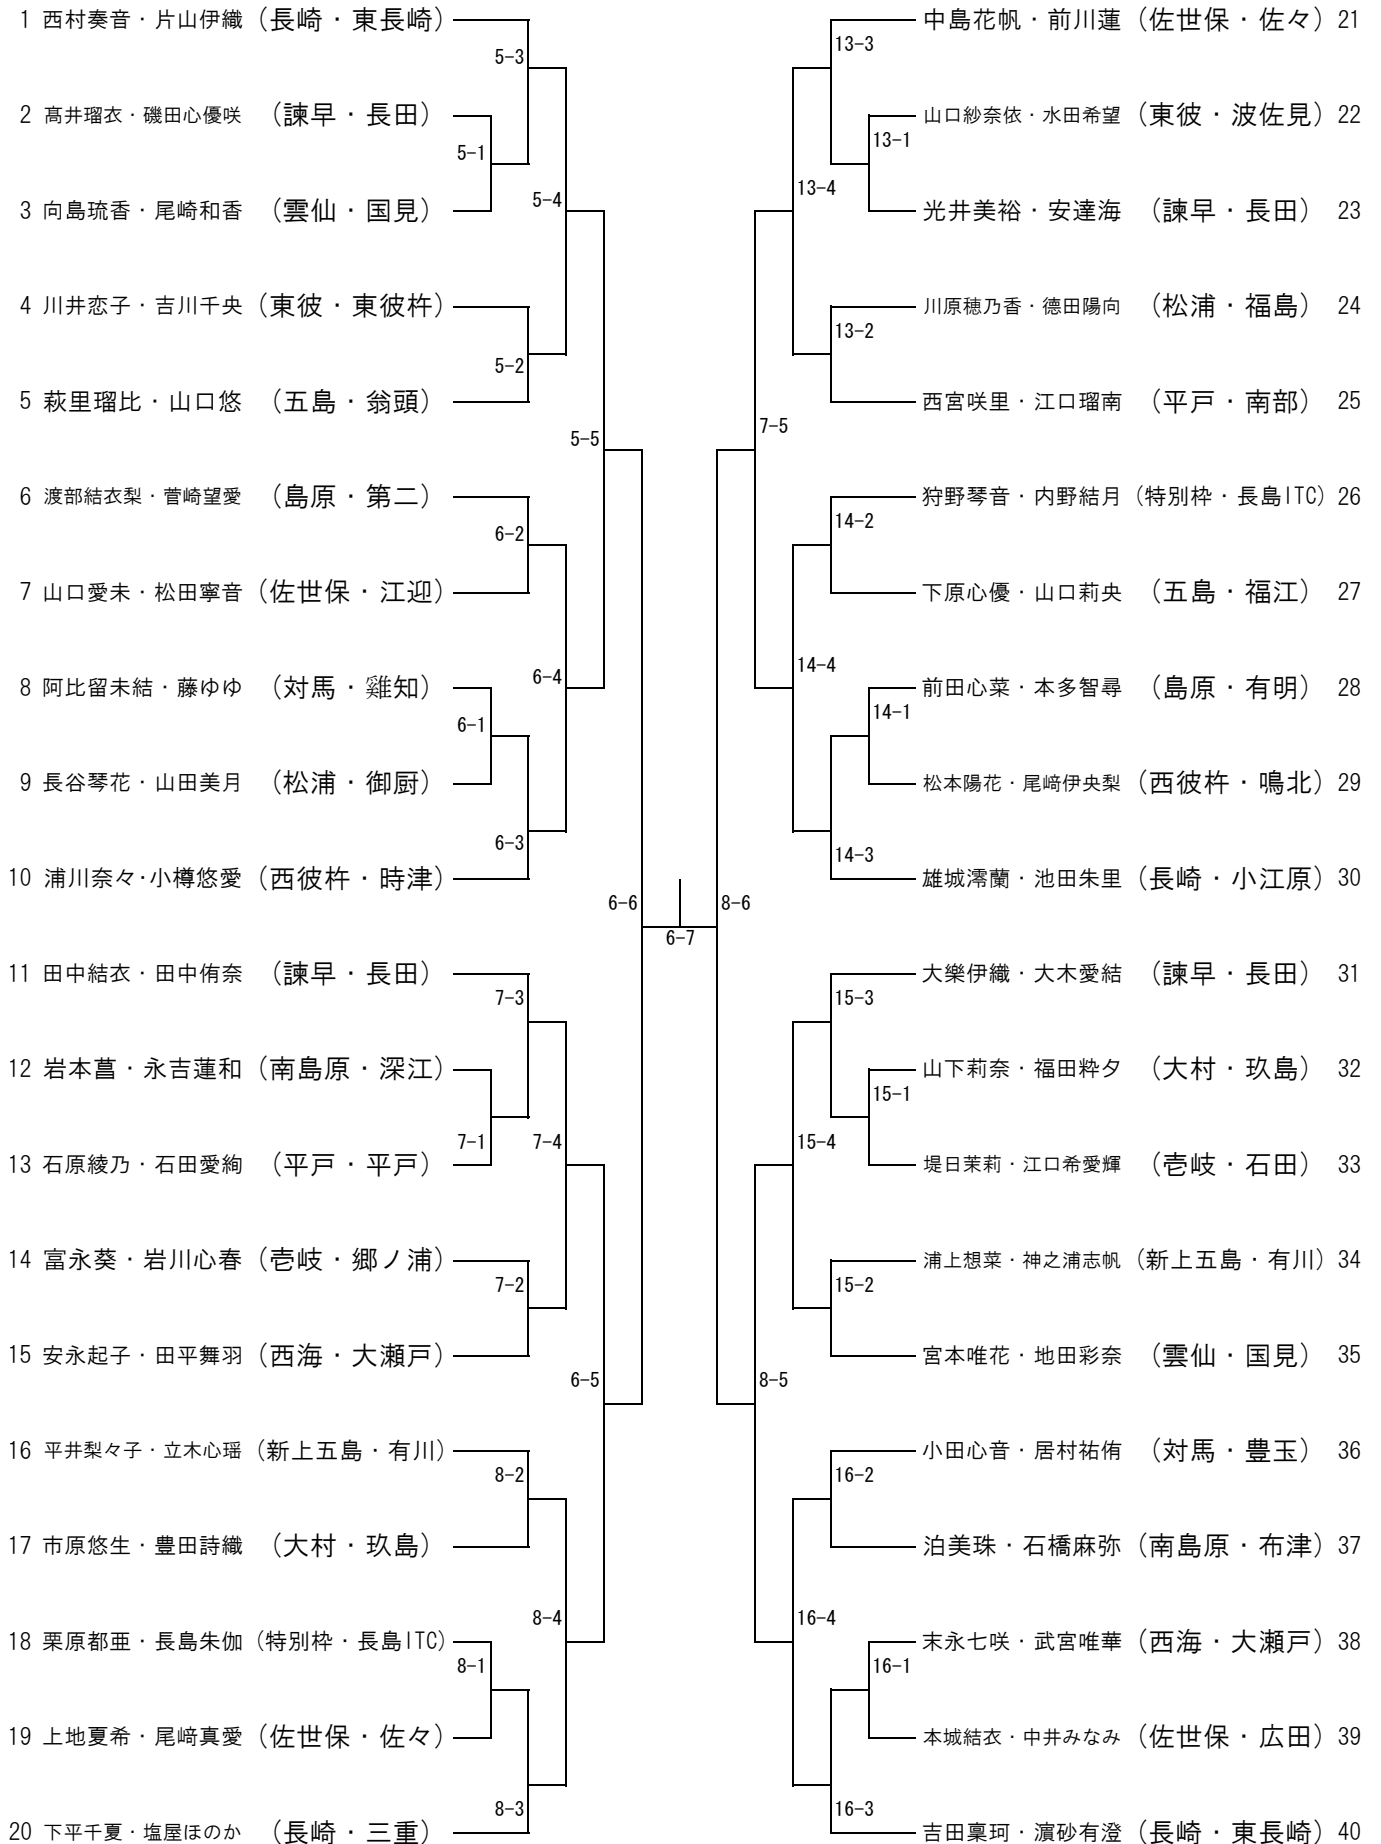 1 西村奏音・片山伊織 (長崎・東長崎)
5-3
2 髙井瑠衣・磯田心優咲 (諫早・長田)
5-1
3 向島琉香・尾崎和香 (雲仙・国見)
5-4
4 川井恋子・吉川千央 (東彼・東彼杵)
5-2
5 萩里瑠比・山口悠 (五島・翁頭)
5-5
6 渡部結衣梨・菅崎望愛 (島原・第二)
6-2
7 山口愛未・松田寧音 (佐世保・江迎)
6-4
8 阿比留未結・藤ゆゆ (対馬・雞知)
6-1
9 長谷琴花・山田美月 (松浦・御厨)
6-3
10 浦川奈々・小樽悠愛 (西彼杵・時津)
6-6
11 田中結衣・田中侑奈 (諫早・長田)
7-3
12 岩本菖・永吉蓮和 (南島原・深江)
7-1
7-4
13 石原綾乃・石田愛絢 (平戸・平戸)
14 富永葵・岩川心春 (壱岐・郷ノ浦)
7-2
15 安永起子・田平舞羽 (西海・大瀬戸)
6-5
16 平井梨々子・立木心瑶 (新上五島・有川)
8-2
17 市原悠生・豊田詩織 (大村・玖島)
8-4
18 栗原都亜・長島朱伽 (特別枠・長島ITC)
8-1
19 上地夏希・尾﨑真愛 (佐世保・佐々)
8-3
20 下平千夏・塩屋ほのか (長崎・三重)
6-7
中島花帆・前川蓮 (佐世保・佐々) 21
13-3
山口紗奈依・水田希望 (東彼・波佐見) 22
13-1
13-4
光井美裕・安達海 (諫早・長田) 23
川原穂乃香・德田陽向 (松浦・福島) 24
13-2
西宮咲里・江口瑠南 (平戸・南部) 25
7-5
狩野琴音・内野結月 (特別枠・長島ITC) 26
14-2
下原心優・山口莉央 (五島・福江) 27
14-4
前田心菜・本多智尋 (島原・有明) 28
14-1
松本陽花・尾﨑伊央梨 (西彼杵・鳴北) 29
14-3
雄城澪蘭・池田朱里 (長崎・小江原) 30
8-6
大樂伊織・大木愛結 (諫早・長田) 31
15-3
山下莉奈・福田粋夕 (大村・玖島) 32
15-1
15-4
堤日茉莉・江口希愛輝 (壱岐・石田) 33
浦上想菜・神之浦志帆 (新上五島・有川) 34
15-2
宮本唯花・地田彩奈 (雲仙・国見) 35
8-5
小田心音・居村祐侑 (対馬・豊玉) 36
16-2
泊美珠・石橋麻弥 (南島原・布津) 37
16-4
末永七咲・武宮唯華 (西海・大瀬戸) 38
16-1
本城結衣・中井みなみ (佐世保・広田) 39
16-3
吉田稟珂・濵砂有澄 (長崎・東長崎) 40